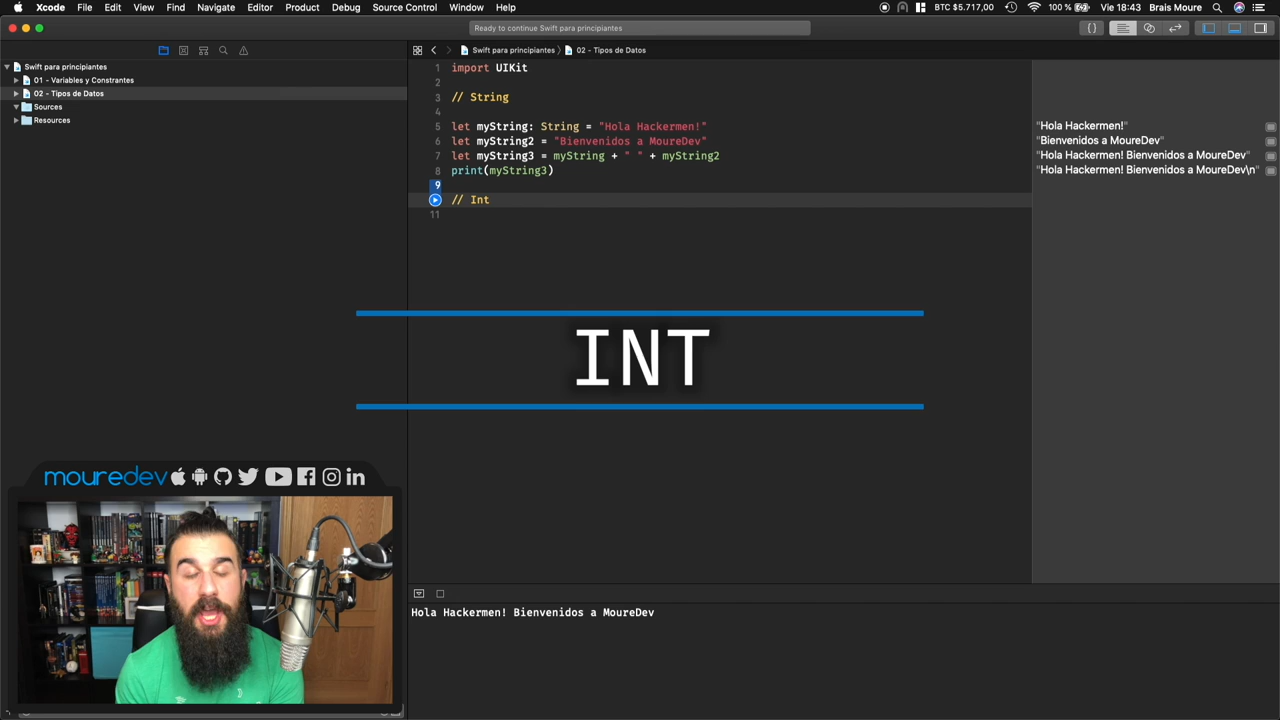 Xcode File Edit View Find Navigate Editor Product Debug Source Control Window Help
BTC $5.717,00 100 % Vie 18:43 Brais Moure
Ready to continue Swift para principiantes
Swift para principiantes
01 - Variables y Constrantes
02 - Tipos de Datos
Sources
Resources
Swift para principiantes 02 - Tipos de Datos
1 import UIKit
2
3 // String
4
5 let myString: String = "Hola Hackermen!"
6 let myString2 = "Bienvenidos a MoureDev"
7 let myString3 = myString + " " + myString2
8 print(myString3)
9
// Int
11
"Hola Hackermen!"
"Bienvenidos a MoureDev"
"Hola Hackermen! Bienvenidos a MoureDev"
"Hola Hackermen! Bienvenidos a MoureDev\n"
INT
mouredev
Hola Hackermen! Bienvenidos a MoureDev